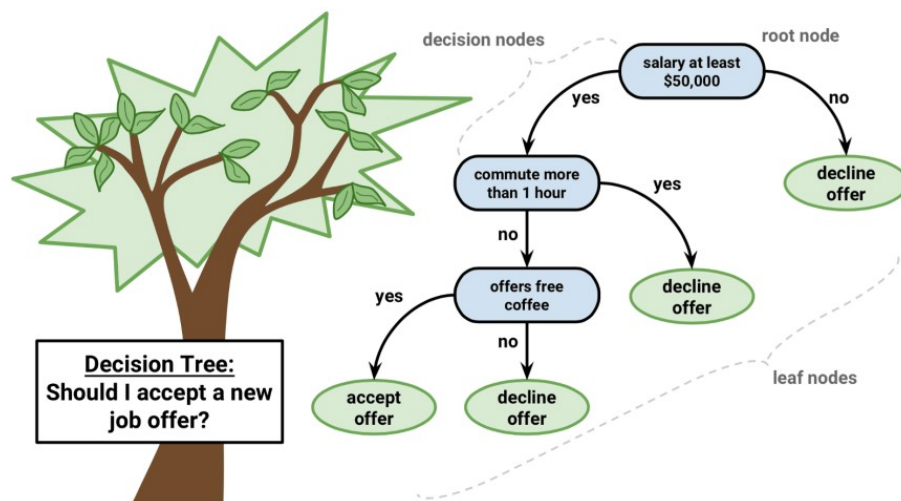 decision nodes
root node
salary at least
$50,000
yes
no
commute more
than 1 hour
yes
decline
offer
no
offers free
coffee
decline
offer
yes
no
Decision Tree:
Should I accept a new
job offer?
accept
offer
decline
offer
leaf nodes